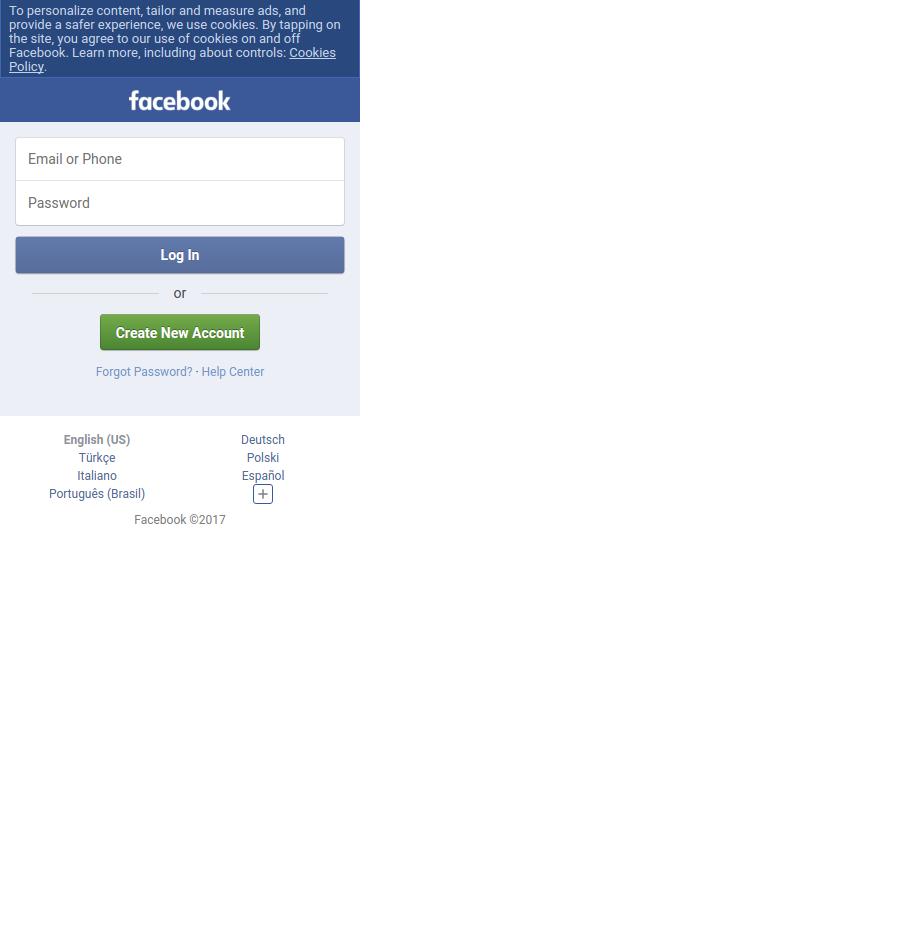 To personalize content, tailor and measure ads, and
provide a safer experience, we use cookies. By tapping on
the site, you agree to our use of cookies on and off
Facebook. Learn more, including about controls: Cookies
Policy.
facebook
Email or Phone
Password
Log In
or
Create New Account
Forgot Password? · Help Center
English (US)
Deutsch
Türkçe
Polski
Italiano
Español
Português (Brasil)
+
Facebook ©2017